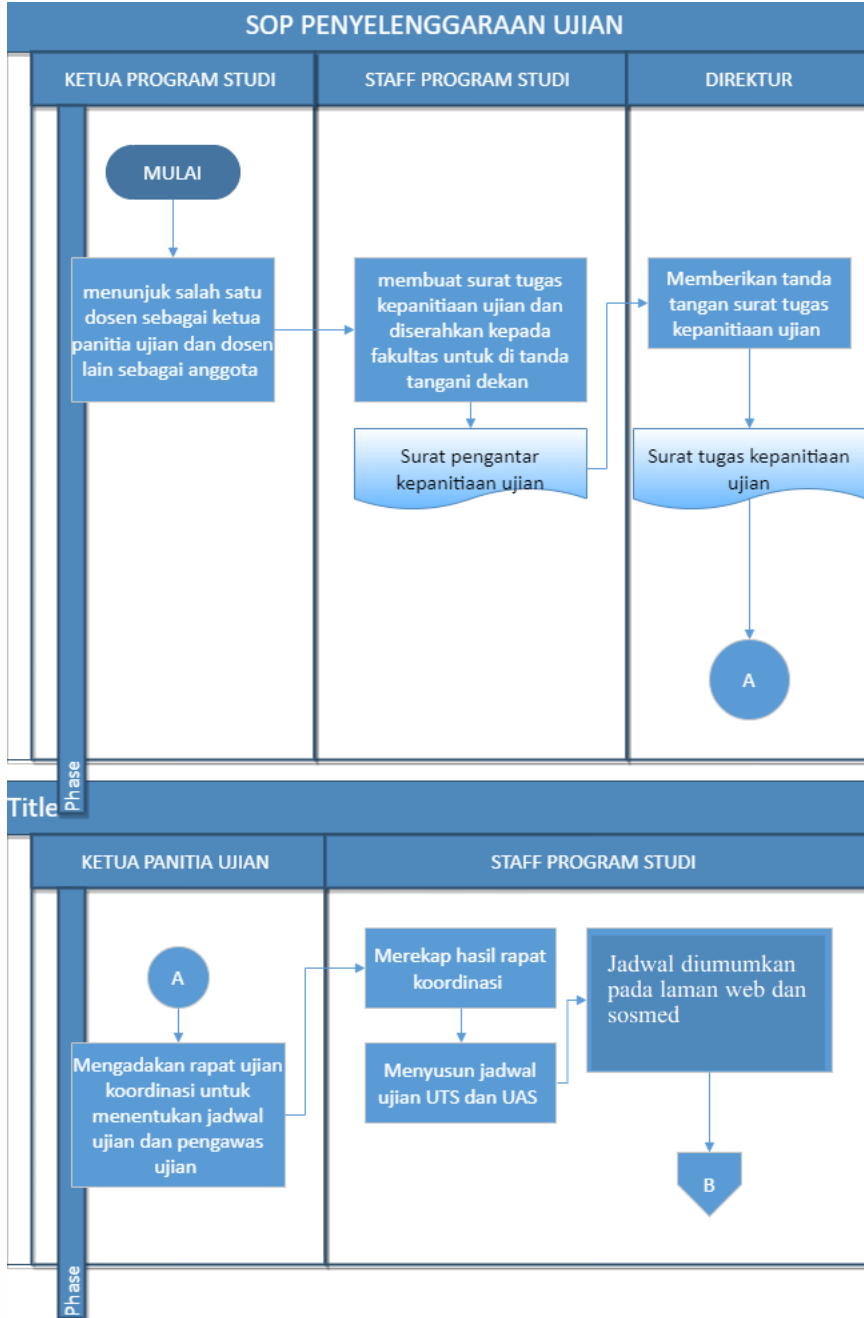 SOP PENYELENGGARAAN UJIAN
KETUA PROGRAM STUDI
STAFF PROGRAM STUDI
DIREKTUR
MULAI
menunjuk salah satu
dosen sebagai ketua
panitia ujian dan dosen
lain sebagai anggota
membuat surat tugas
kepanitiaan ujian dan
diserahkan kepada
fakultas untuk di tanda
tangani dekan
Memberikan tanda
tangan surat tugas
kepanitiaan ujian
Surat pengantar
kepanitiaan ujian
Surat tugas kepanitiaan
ujian
A
Phase
Title
KETUA PANITIA UJIAN
STAFF PROGRAM STUDI
A
Mengadakan rapat ujian
koordinasi untuk
menentukan jadwal
ujian dan pengawas
ujian
Merekap hasil rapat
koordinasi
Menyusun jadwal
ujian UTS dan UAS
Jadwal diumumkan
pada laman web dan
sosmed
B
Phase